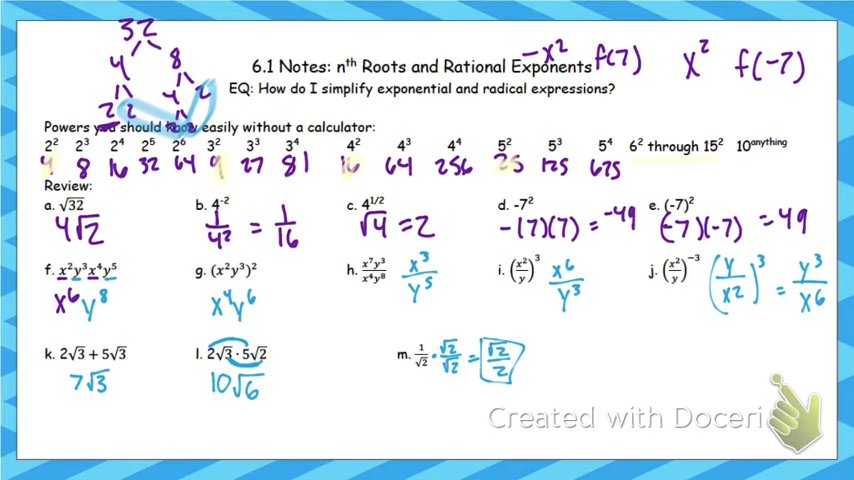 32
4 8
2 2 4 2
-x² f(7) x² f(-7)
6.1 Notes: nᵗʰ Roots and Rational Exponents
EQ: How do I simplify exponential and radical expressions?
Powers you should know easily without a calculator:
2² 2³ 2⁴ 2⁵ 2⁶ 3² 3³ 3⁴ 4² 4³ 4⁴ 5² 5³ 5⁴ 6² through 15² 10ᵃⁿʸᵗʰⁱⁿᵍ
4 8 16 32 64 9 27 81 16 64 256 25 125 625
Review:
a. √32 b. 4⁻² c. 4^{1/2} d. -7² e. (-7)²
4√2 1/4² = 1/16 √4 = 2 -(7)(7) = -49 (-7)(-7) = 49
f. x²y³x⁴y⁵ g. (x²y³)² h. x⁷y³/x⁴y⁸ x³/y⁵ i. (x²/y)³ x⁶/y³ j. (x²/y)⁻³ (y/x2)³ = y³/x⁶
x⁶y⁸ x⁴y⁶
k. 2√3 + 5√3 l. 2√3 · 5√2 m. 1/√2 · √2/√2 = √2/2
7√3 10√6
Created with Doceri